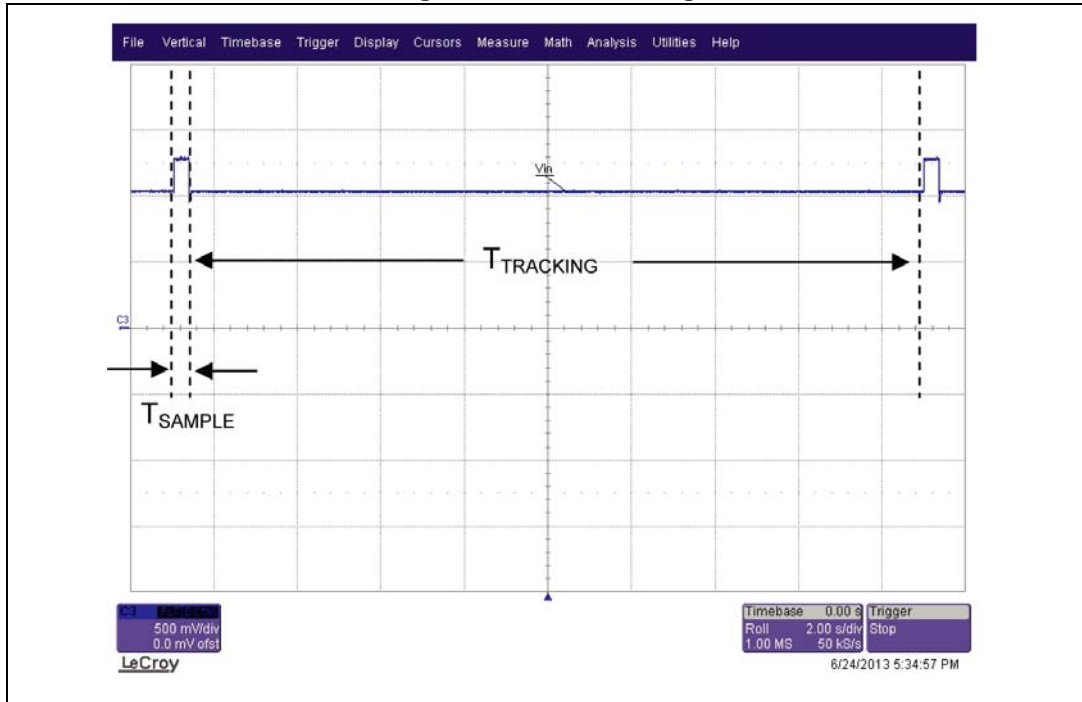 File Vertical Timebase Trigger Display Cursors Measure Math Analysis Utilities Help
Vin
TTRACKING
C3
TSAMPLE
C3
500 mV/div
0.0 mV ofst
Timebase 0.00 s
Roll 2.00 s/div
1.00 MS 50 kS/s
Trigger
Stop
LeCroy
6/24/2013 5:34:57 PM